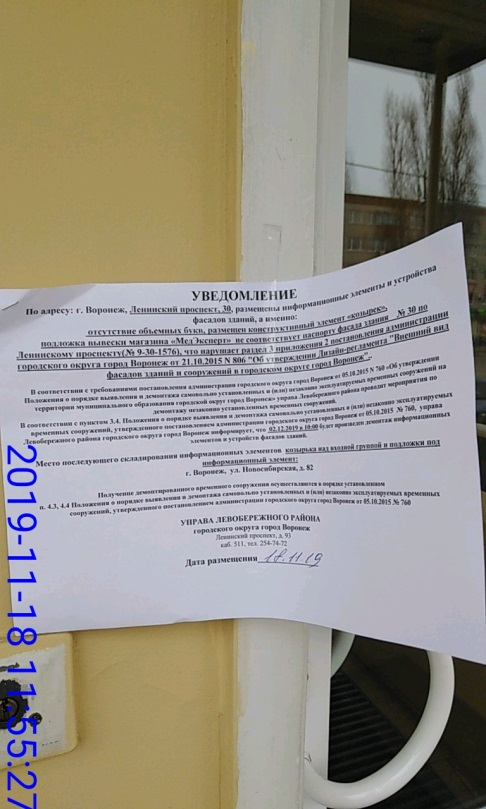 УВЕДОМЛЕНИЕ
По адресу: г. Воронеж, Ленинский проспект, 30, размещены информационные элементы и устройства
фасадов здания, а именно:
отсутствие объемных букв, размещен конструктивный элемент «козырек»,
подложка вывески магазина «МедЭксперт» не соответствует паспорту фасада здания № 30 по
Ленинскому проспекту(№ 9-30-1576), что нарушает раздел 3 приложения 2 постановления администрации
городского округа город Воронеж от 21.10.2015 N 806 "Об утверждении Дизайн-регламента "Внешний вид
фасадов зданий и сооружений в городском округе город Воронеж".
В соответствии с требованиями постановления администрации городского округа город Воронеж от 05.10.2015 N 760 «Об утверждении
Положения о порядке выявления и демонтажа самовольно установленных и (или) незаконно эксплуатируемых временных сооружений на
территории муниципального образования городской округ город Воронеж» управа Левобережного района проводит мероприятия по
демонтажу незаконно установленных временных сооружений.
В соответствии с пунктом 3.4. Положения о порядке выявления и демонтажа самовольно установленных и (или) незаконно эксплуатируемых
временных сооружений, утвержденного постановлением администрации городского округа город Воронеж от 05.10.2015 № 760, управа
Левобережного района городского округа город Воронеж информирует, что 02.12.2019 в 10:00 будет произведен демонтаж информационных
элементов и устройств фасадов здания.
Место последующего складирования информационных элементов козырька над входной группой и подложки под
информационный элемент:
г. Воронеж, ул. Новосибирская, д. 82
Получение демонтированного временного сооружения осуществляются в порядке установленном
п. 4.3, 4.4 Положения о порядке выявления и демонтажа самовольно установленных и (или) незаконно эксплуатируемых временных
сооружений, утвержденного постановлением администрации городского округа город Воронеж от 05.10.2015 № 760
УПРАВА ЛЕВОБЕРЕЖНОГО РАЙОНА
городского округа город Воронеж
Ленинский проспект, д. 93
каб. 511, тел. 254-74-72
Дата размещения 18.11.19
2019-11-18 11:55:27